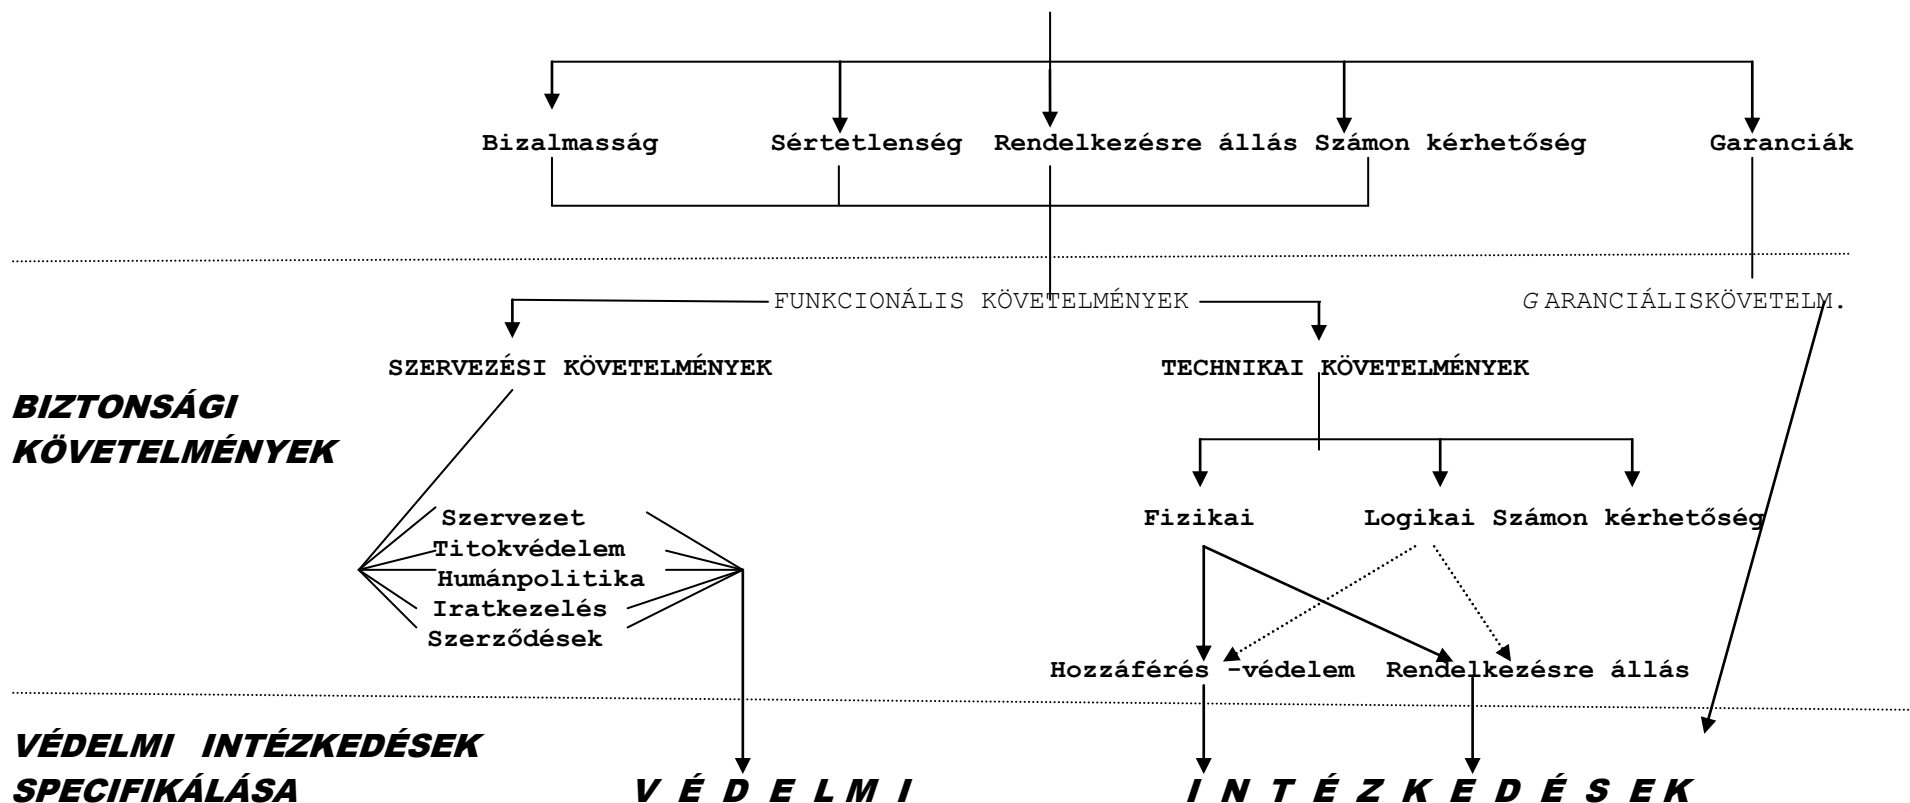 Bizalmasság Sértetlenség Rendelkezésre állás Számon kérhetőség Garanciák
FUNKCIONÁLIS KÖVETELMÉNYEK GARANCIÁLISKÖVETELM.
SZERVEZÉSI KÖVETELMÉNYEK TECHNIKAI KÖVETELMÉNYEK
BIZTONSÁGI
KÖVETELMÉNYEK
Szervezet Fizikai Logikai Számon kérhetőség
Titokvédelem
Humánpolitika
Iratkezelés
Szerződések
Hozzáférés -védelem Rendelkezésre állás
VÉDELMI INTÉZKEDÉSEK
SPECIFIKÁLÁSA V É D E L M I I N T É Z K E D É S E K